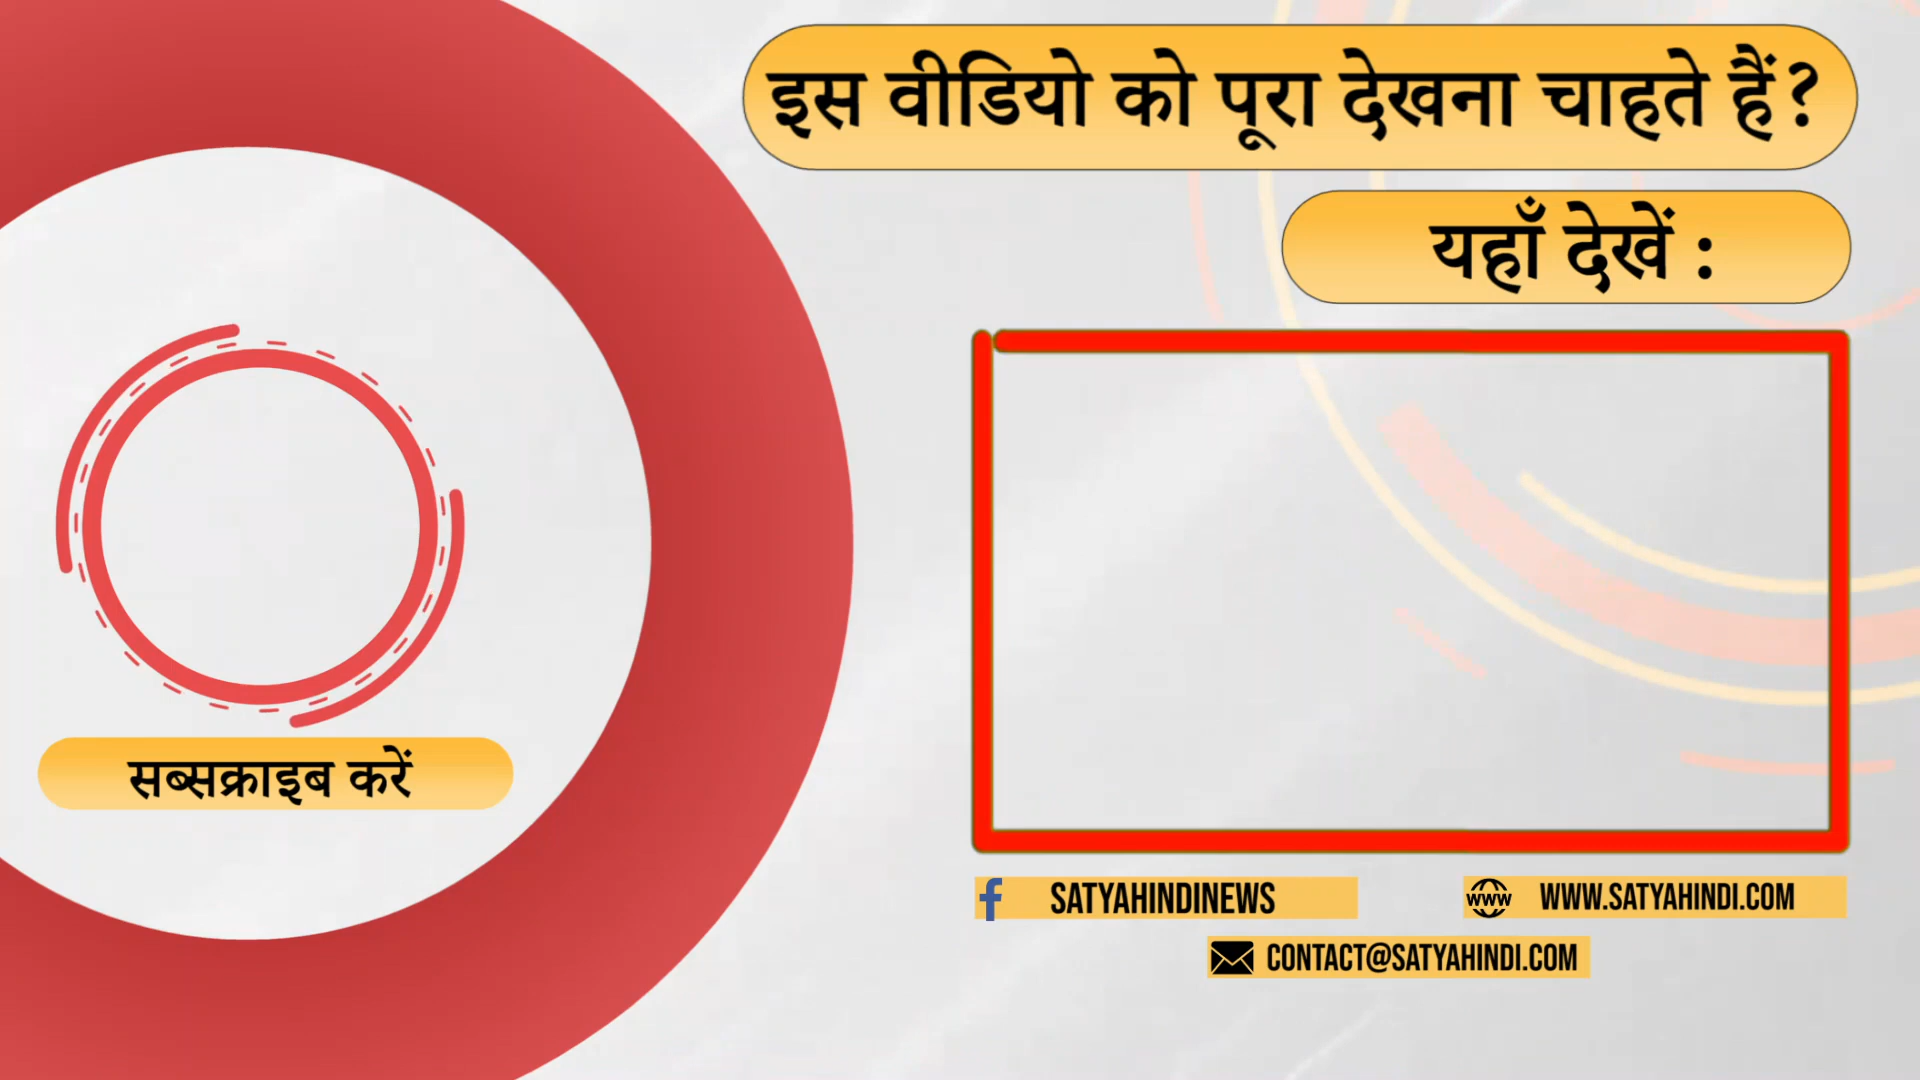 इस वीडियो को पूरा देखना चाहते हैं?
यहाँ देखें :
सब्सक्राइब करें
SATYAHINDINEWS
WWW.SATYAHINDI.COM
CONTACT@SATYAHINDI.COM